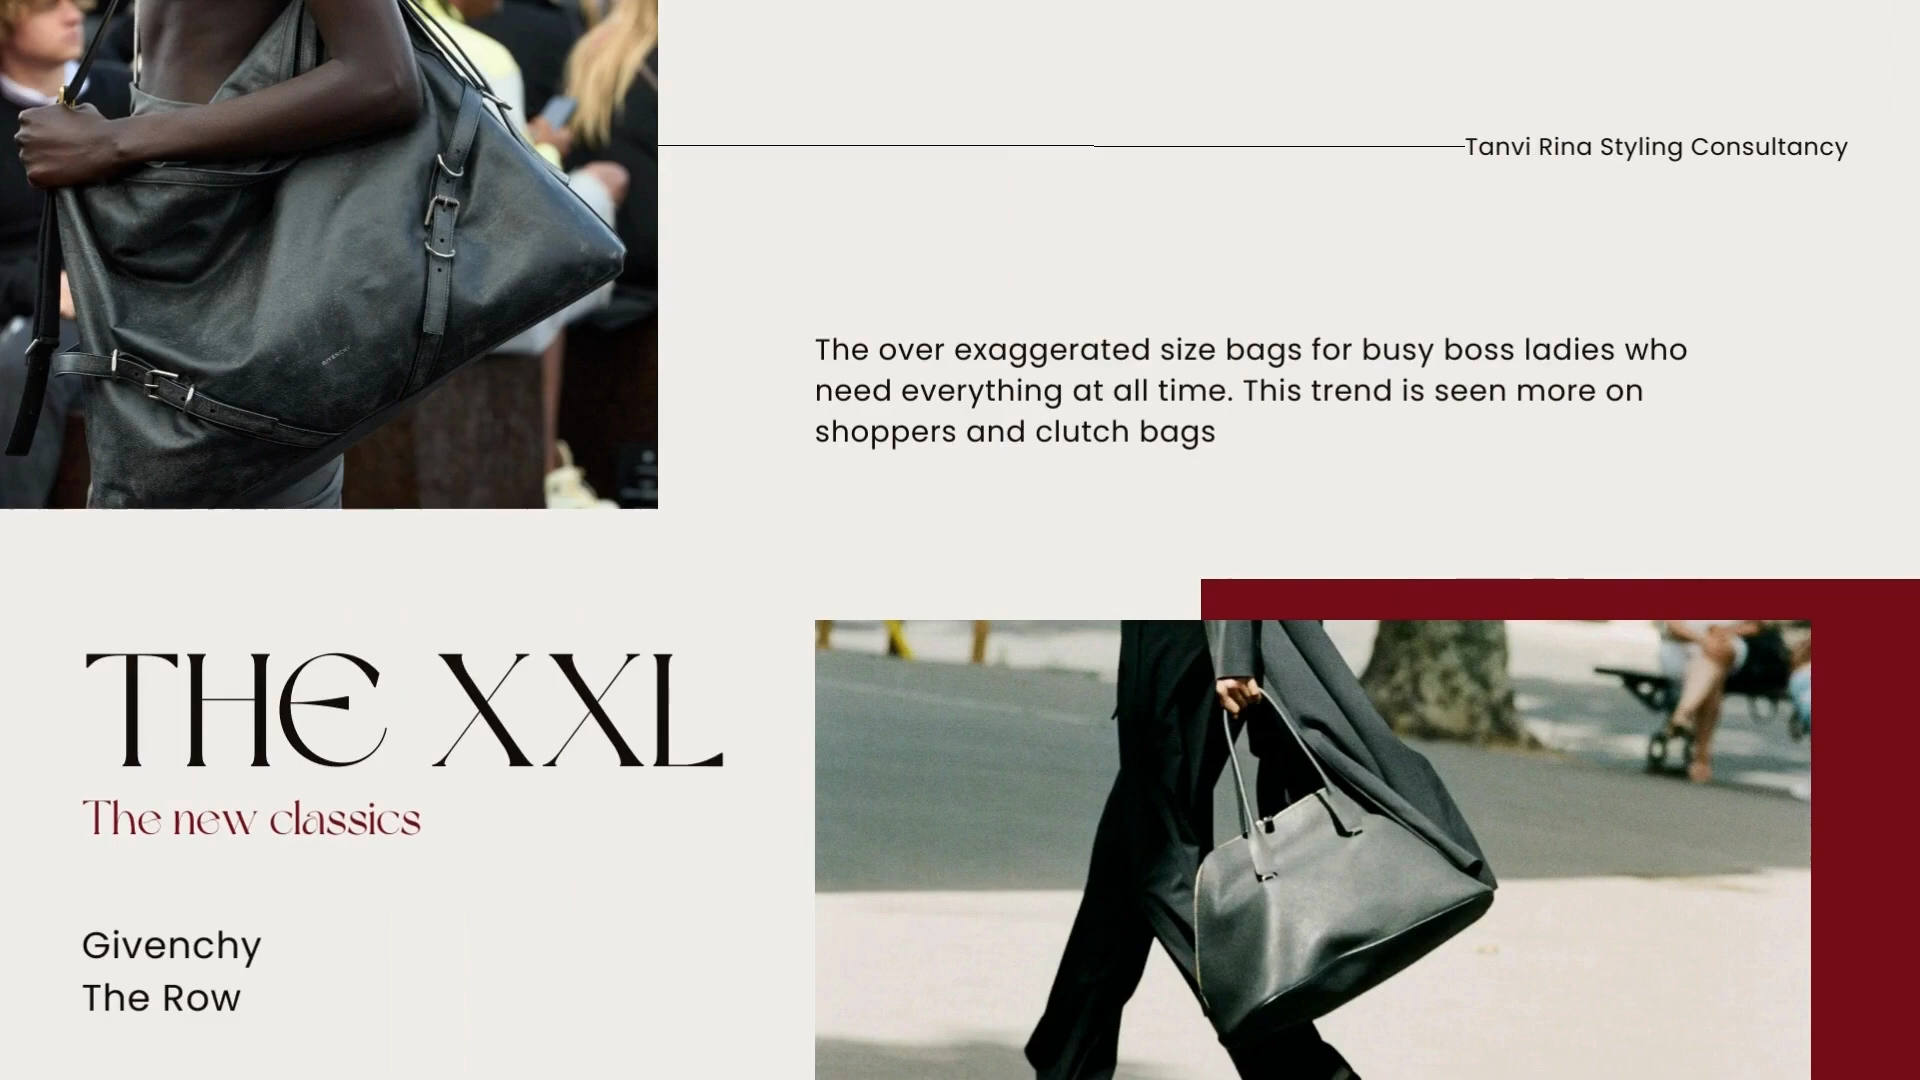 Tanvi Rina Styling Consultancy
The over exaggerated size bags for busy boss ladies who
need everything at all time. This trend is seen more on
shoppers and clutch bags
GIVENCHY
THE XXL
The new classics
Givenchy
The Row